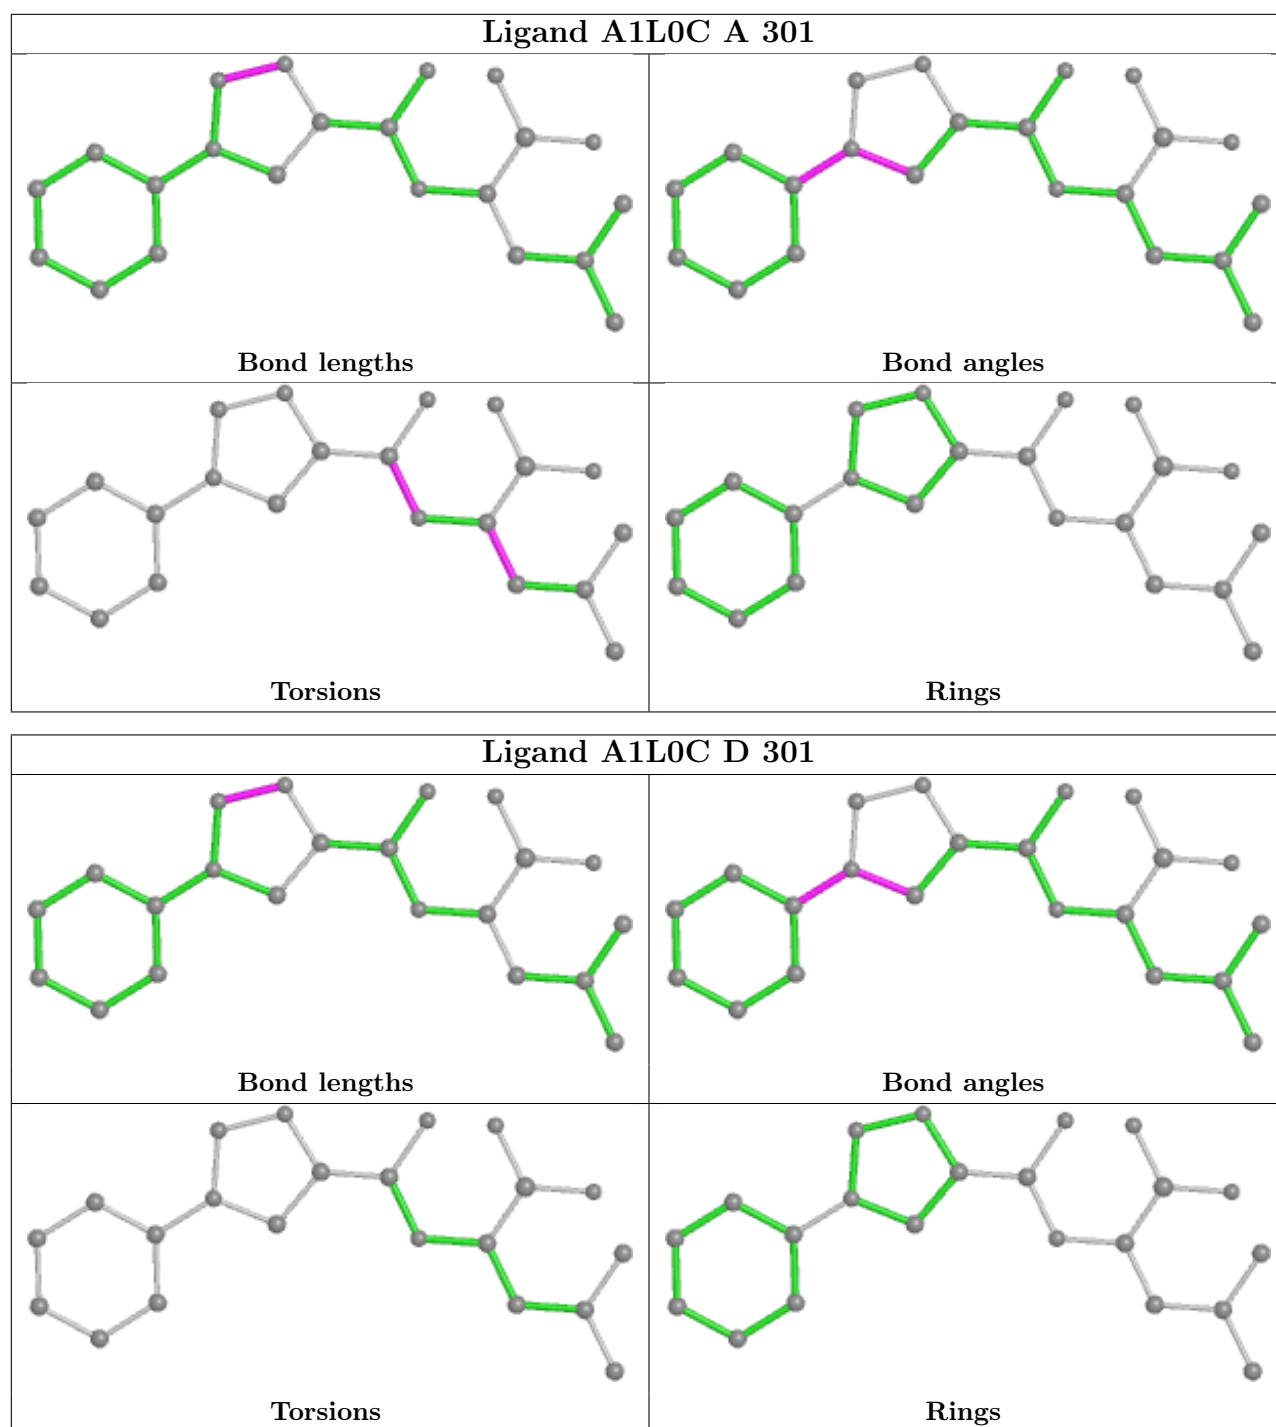 Ligand A1L0C A 301
Bond lengths
Bond angles
Torsions
Rings
Ligand A1L0C D 301
Bond lengths
Bond angles
Torsions
Rings